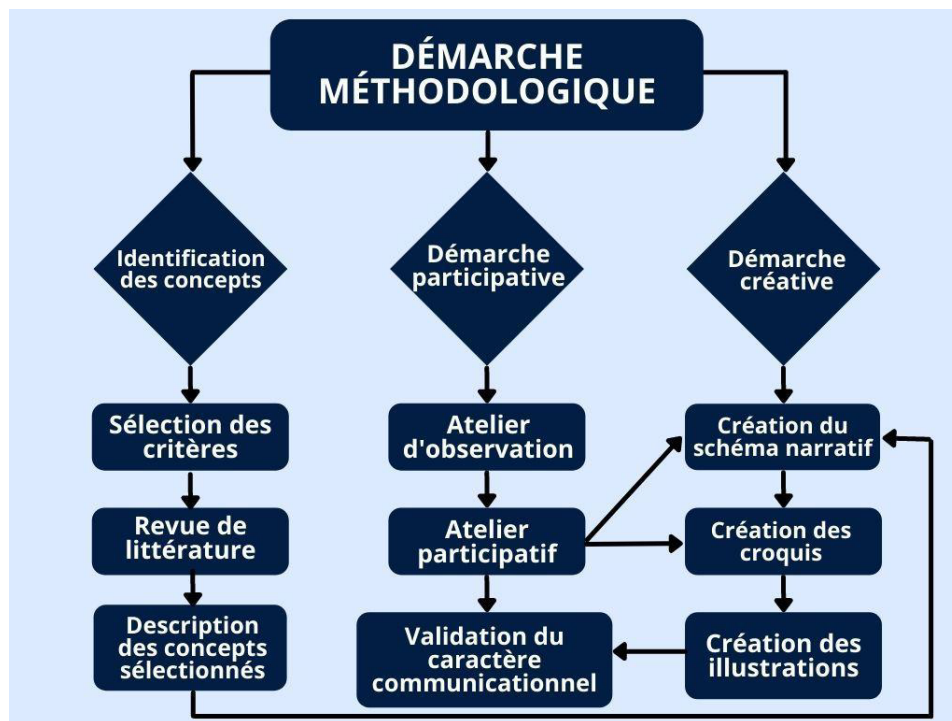 DÉMARCHE
MÉTHODOLOGIQUE
Identification
des concepts
Démarche
participative
Démarche
créative
Sélection des
critères
Atelier
d'observation
Création du
schéma narratif
Revue de
littérature
Atelier
participatif
Création des
croquis
Description
des concepts
sélectionnés
Validation du
caractère
communicationnel
Création des
illustrations